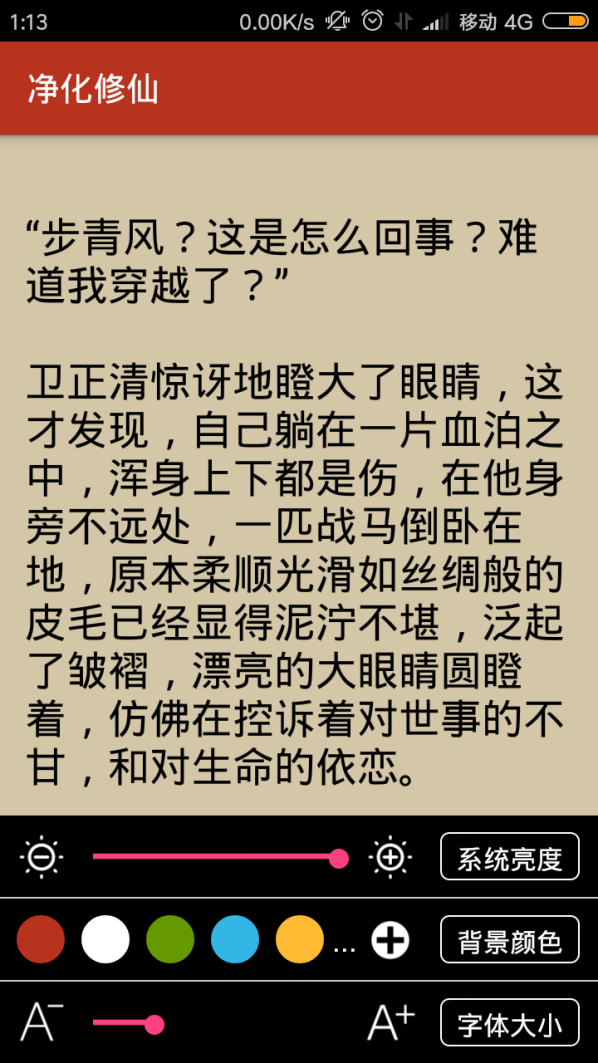 1:13 0.00K/s 移动 4G
净化修仙
“步青风？这是怎么回事？难
道我穿越了？”
卫正清惊讶地瞪大了眼睛，这
才发现，自己躺在一片血泊之
中，浑身上下都是伤，在他身
旁不远处，一匹战马倒卧在
地，原本柔顺光滑如丝绸般的
皮毛已经显得泥泞不堪，泛起
了皱褶，漂亮的大眼睛圆瞪
着，仿佛在控诉着对世事的不
甘，和对生命的依恋。
系统亮度
... 背景颜色
A− A+ 字体大小